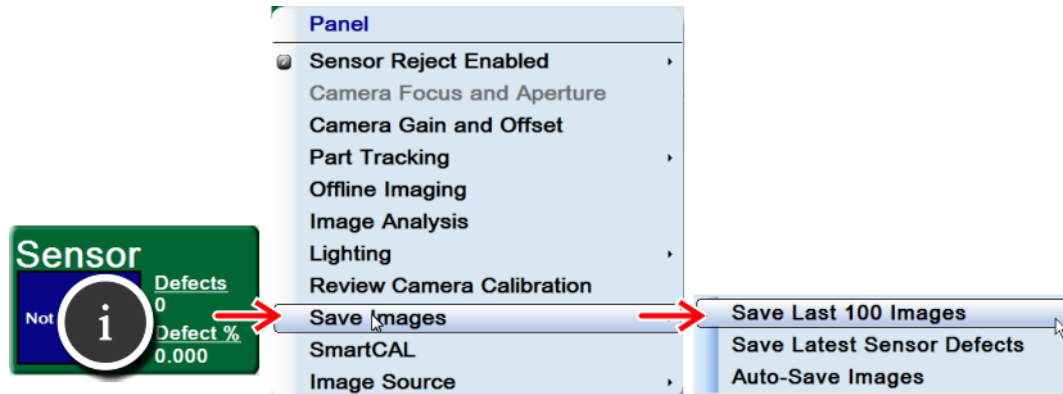 Sensor
Not
Defects
0
Defect %
0.000
i
Panel
Sensor Reject Enabled
Camera Focus and Aperture
Camera Gain and Offset
Part Tracking
Offline Imaging
Image Analysis
Lighting
Review Camera Calibration
Save Images
SmartCAL
Image Source
Save Last 100 Images
Save Latest Sensor Defects
Auto-Save Images